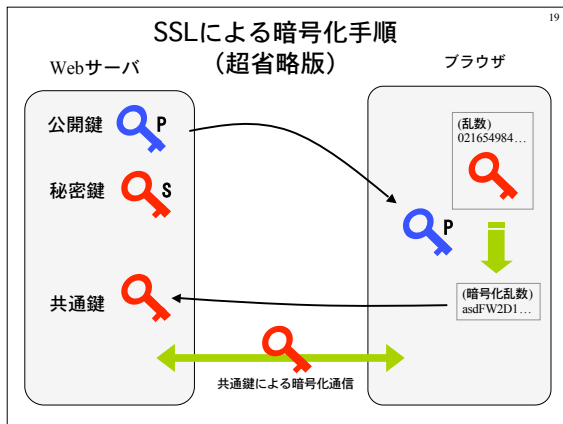 19
SSLによる暗号化手順
（超省略版）
Webサーバ
ブラウザ
公開鍵
P
(乱数)
021654984…
秘密鍵
S
P
共通鍵
(暗号化乱数)
asdFW2D1…
共通鍵による暗号化通信